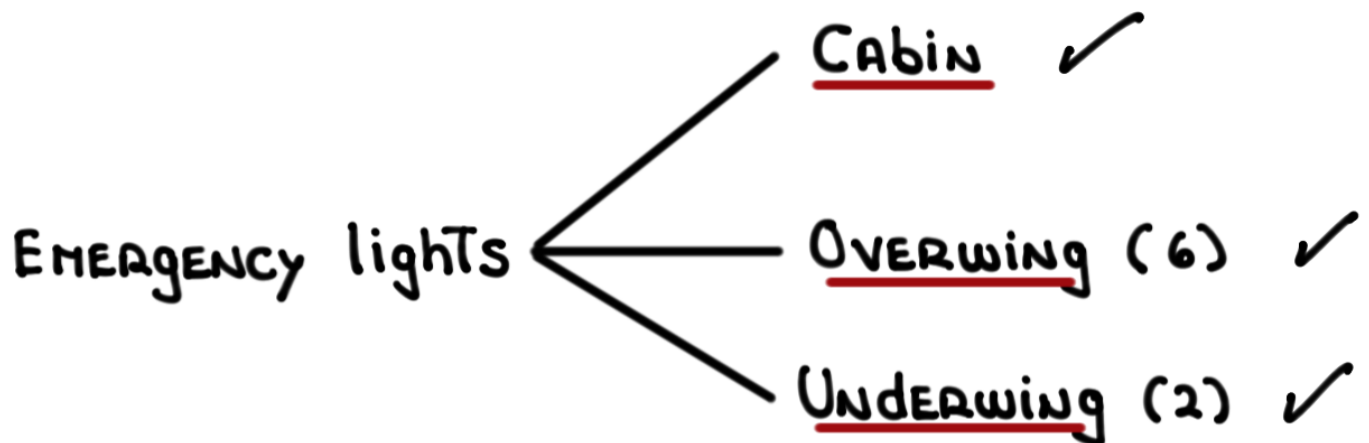 Cabin ✓
Emergency lights
Overwing (6) ✓
Underwing (2) ✓